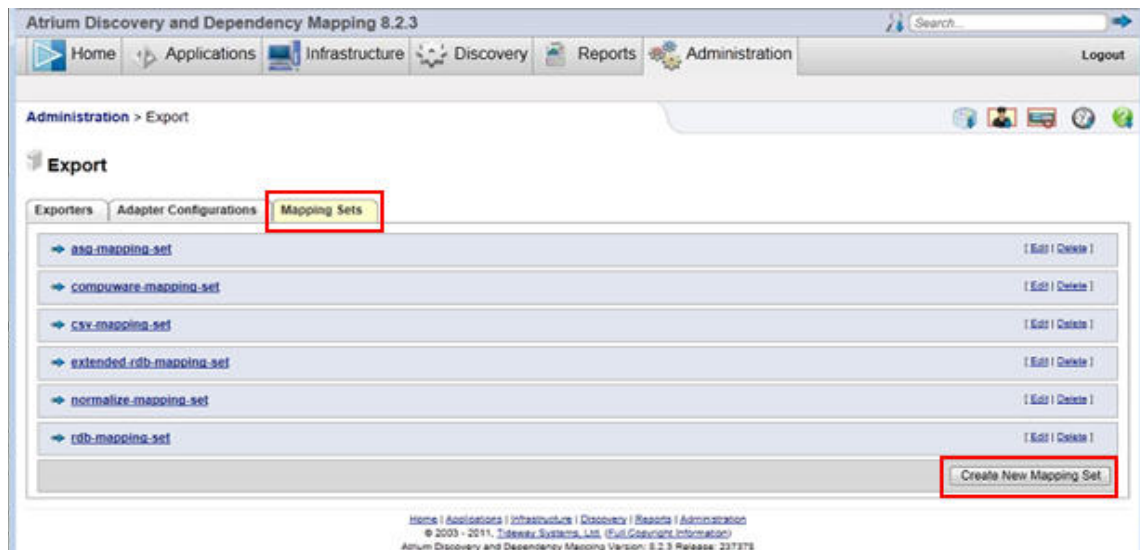 Atrium Discovery and Dependency Mapping 8.2.3
Search...
Home Applications Infrastructure Discovery Reports Administration Logout
Administration > Export
Export
Exporters Adapter Configurations Mapping Sets
asg-mapping-set [ Edit | Delete ]
compuware-mapping-set [ Edit | Delete ]
csv-mapping-set [ Edit | Delete ]
extended-rdb-mapping-set [ Edit | Delete ]
normalize-mapping-set [ Edit | Delete ]
rdb-mapping-set [ Edit | Delete ]
Create New Mapping Set
Home | Applications | Infrastructure | Discovery | Reports | Administration
© 2003 - 2011, Tideway Systems, Ltd. (Full Copyright Information)
Atrium Discovery and Dependency Mapping Version: 8.2.3 Release: 237378